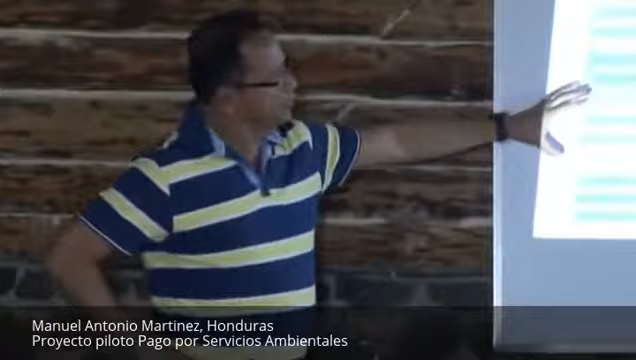 Manuel Antonio Martinez, Honduras
Proyecto piloto Pago por Servicios Ambientales